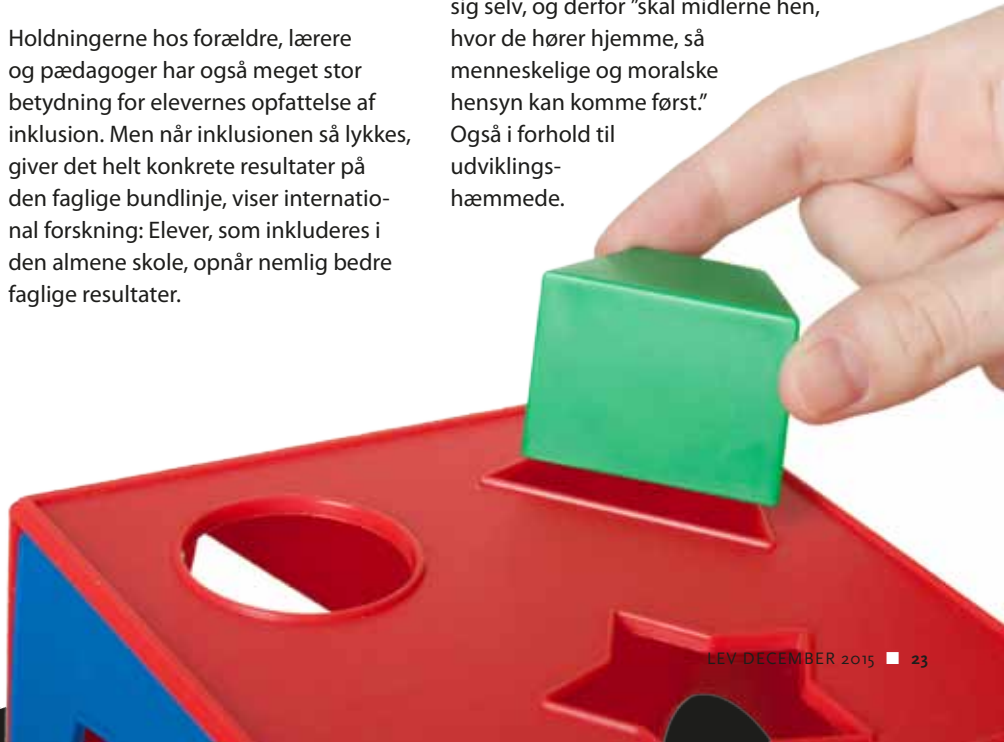 Holdningerne hos forældre, lærere
og pædagoger har også meget stor
betydning for elevernes opfattelse af
inklusion. Men når inklusionen så lykkes,
giver det helt konkrete resultater på
den faglige bundlinje, viser internatio-
nal forskning: Elever, som inkluderes i
den almene skole, opnår nemlig bedre
faglige resultater.
sig selv, og derfor ”skal midlerne hen,
hvor de hører hjemme, så
menneskelige og moralske
hensyn kan komme først.”
Også i forhold til
udviklings-
hæmmede.
LEV DECEMBER 2015 ■ 23